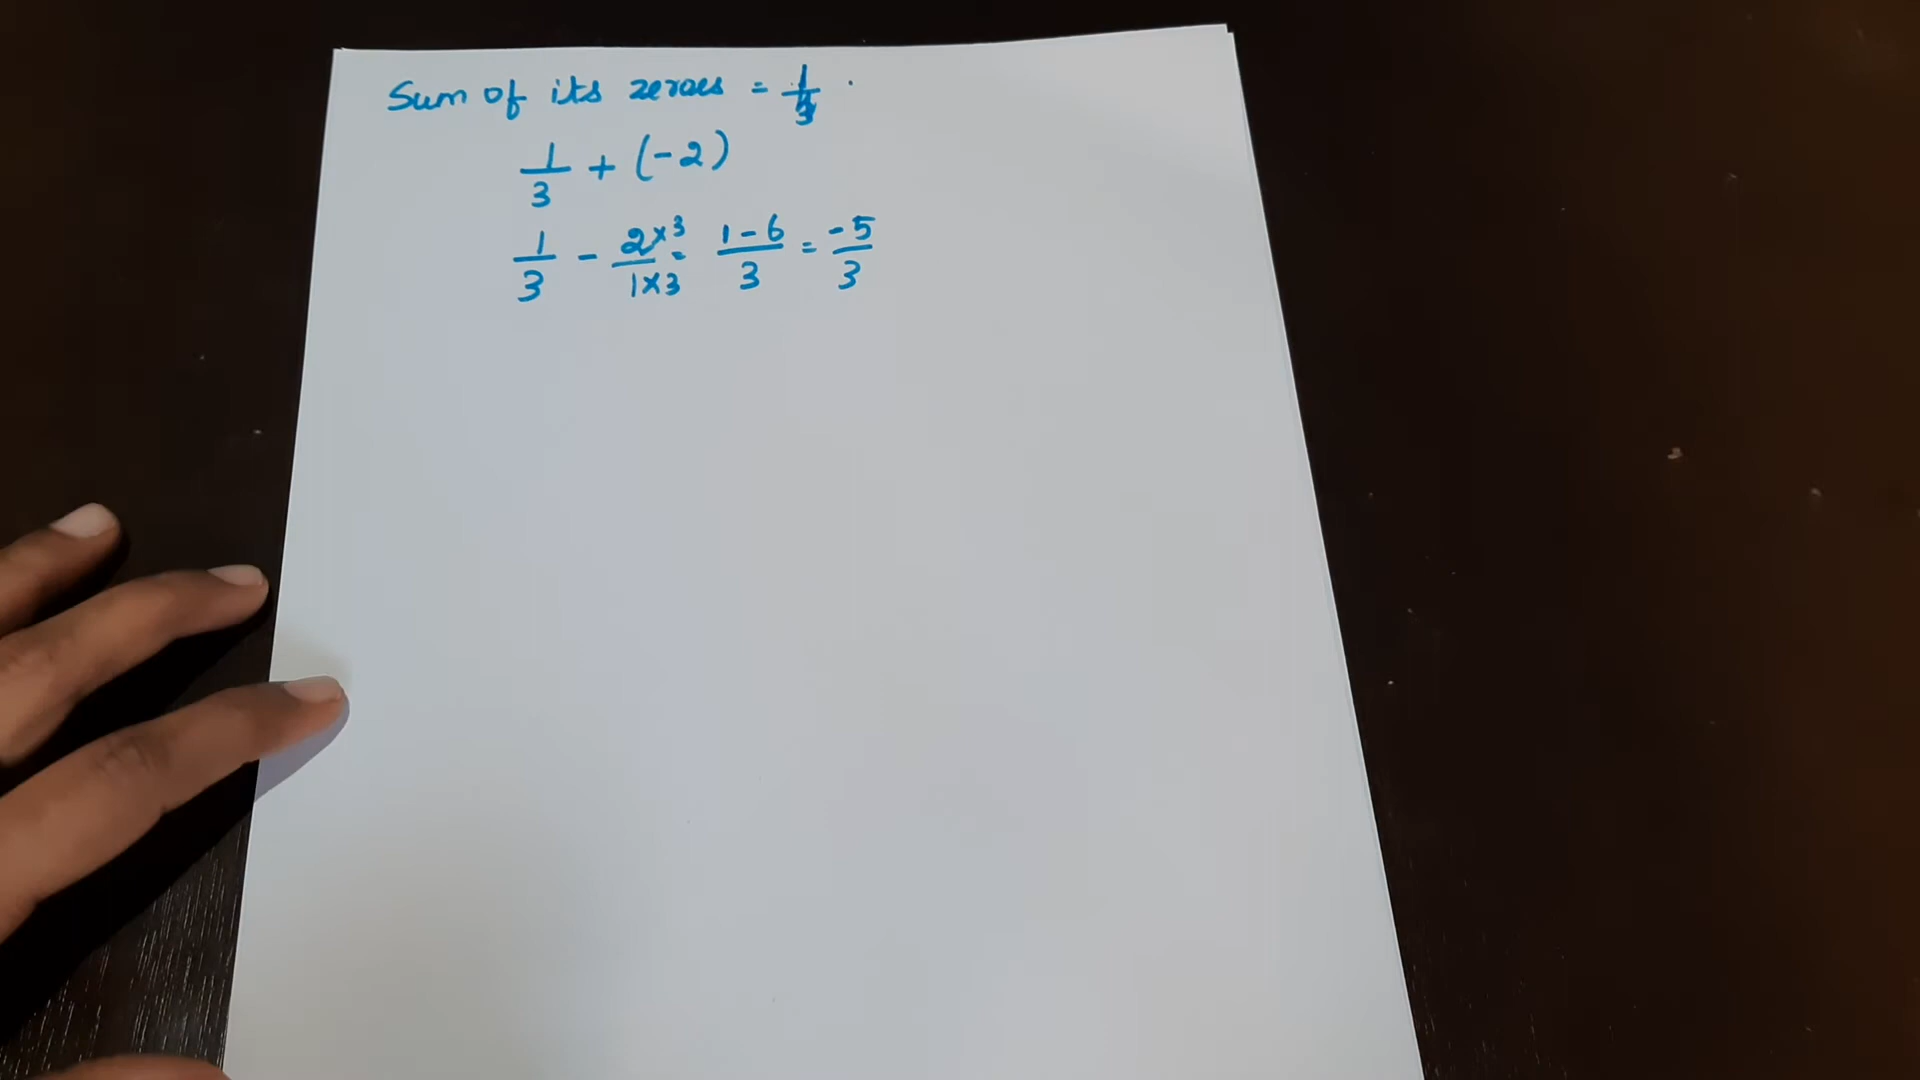 Sum of its zeroes = 1/3 .
1/3 + (-2)
1/3 - 2×3/1×3 = 1-6/3 = -5/3